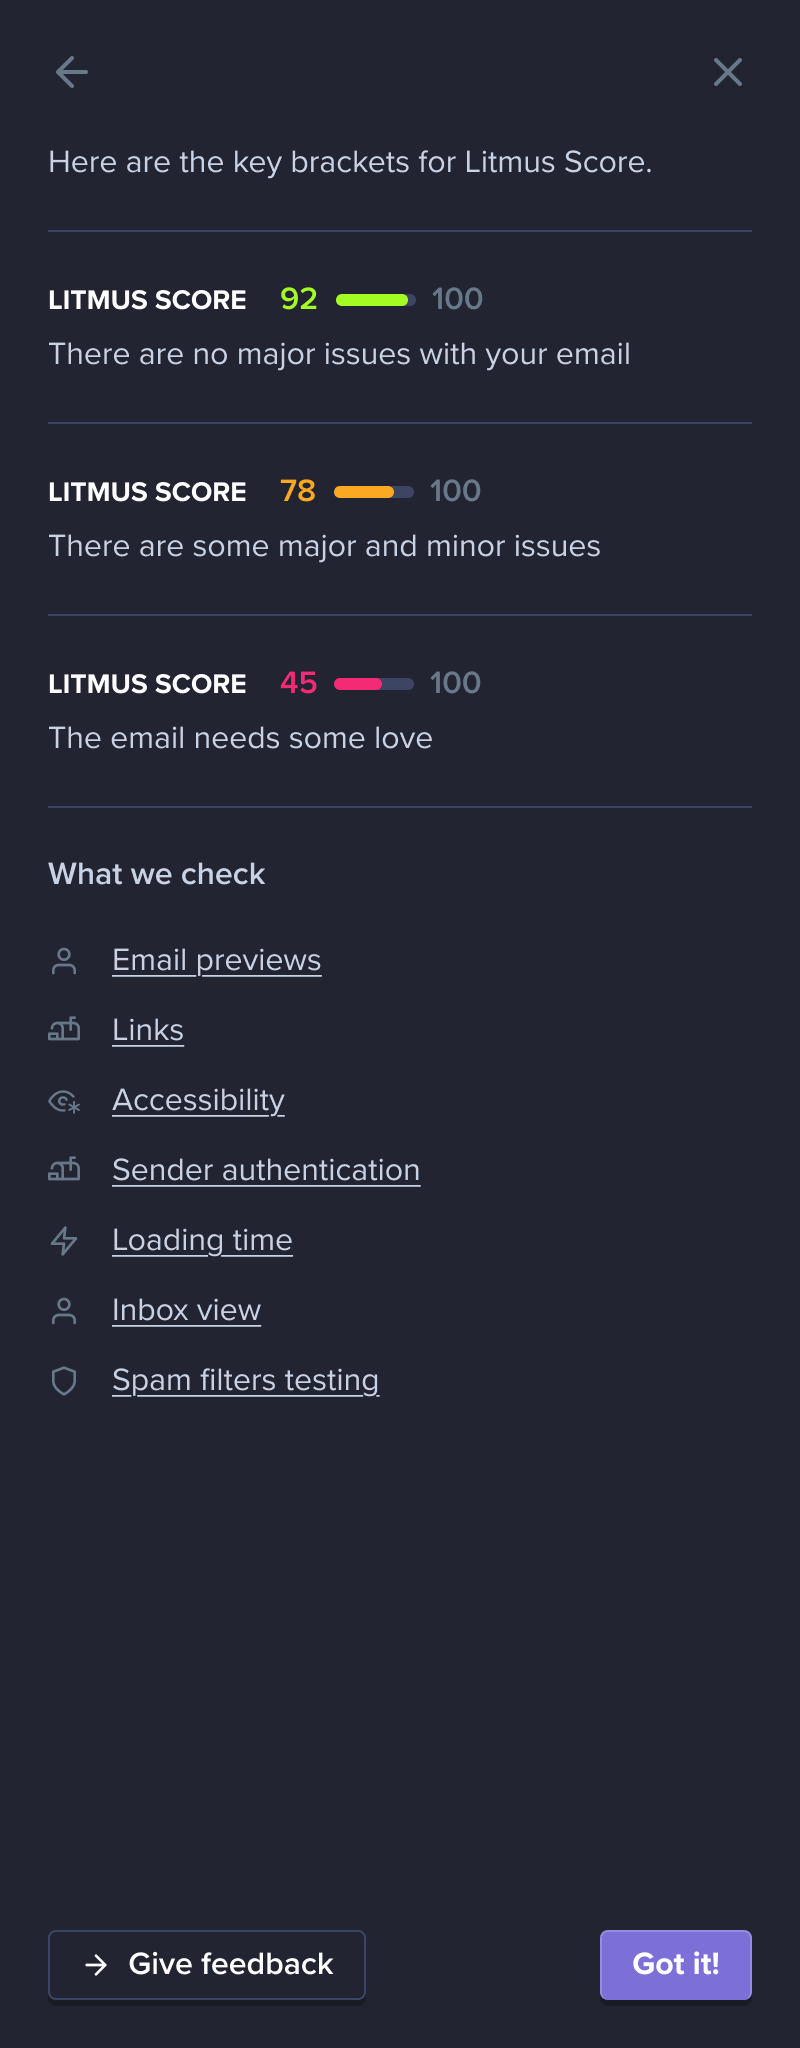 Here are the key brackets for Litmus Score.
LITMUS SCORE 92 100
There are no major issues with your email
LITMUS SCORE 78 100
There are some major and minor issues
LITMUS SCORE 45 100
The email needs some love
What we check
Email previews
Links
Accessibility
Sender authentication
Loading time
Inbox view
Spam filters testing
Give feedback
Got it!